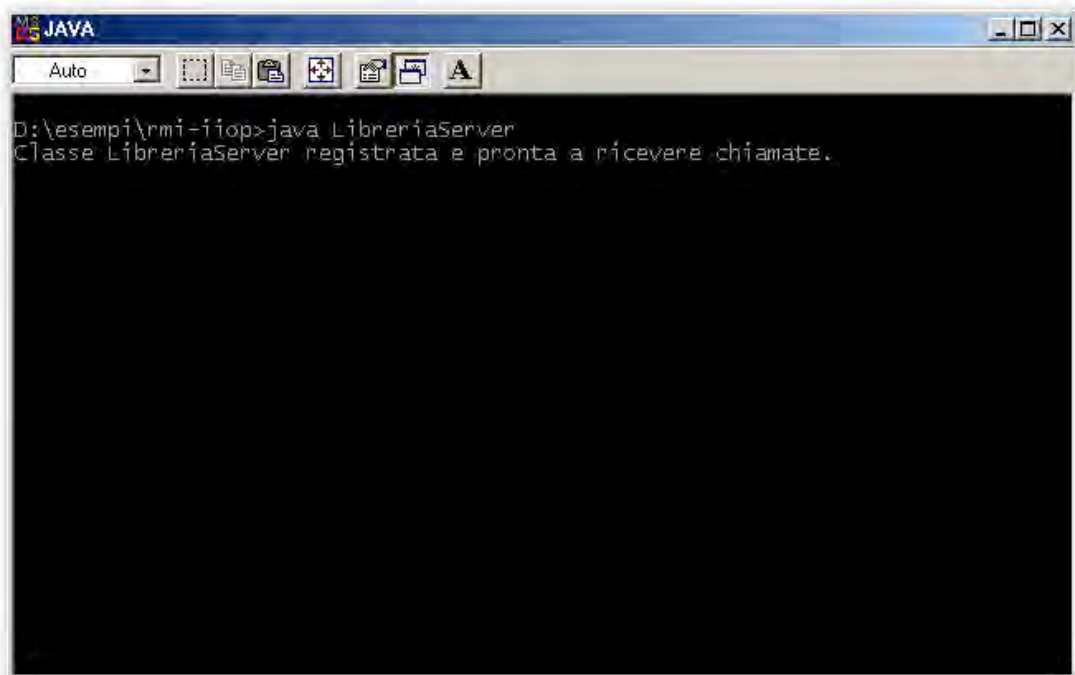 JAVA
Auto
A
D:\esempi\rmi-iiop>java LibreriaServer
Classe LibreriaServer registrata e pronta a ricevere chiamate.